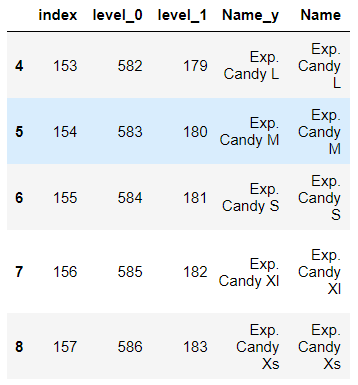 index level_0 level_1 Name_y Name
4 153 582 179 Exp. Candy L Exp. Candy L
5 154 583 180 Exp. Candy M Exp. Candy M
6 155 584 181 Exp. Candy S Exp. Candy S
7 156 585 182 Exp. Candy Xl Exp. Candy Xl
8 157 586 183 Exp. Candy Xs Exp. Candy Xs